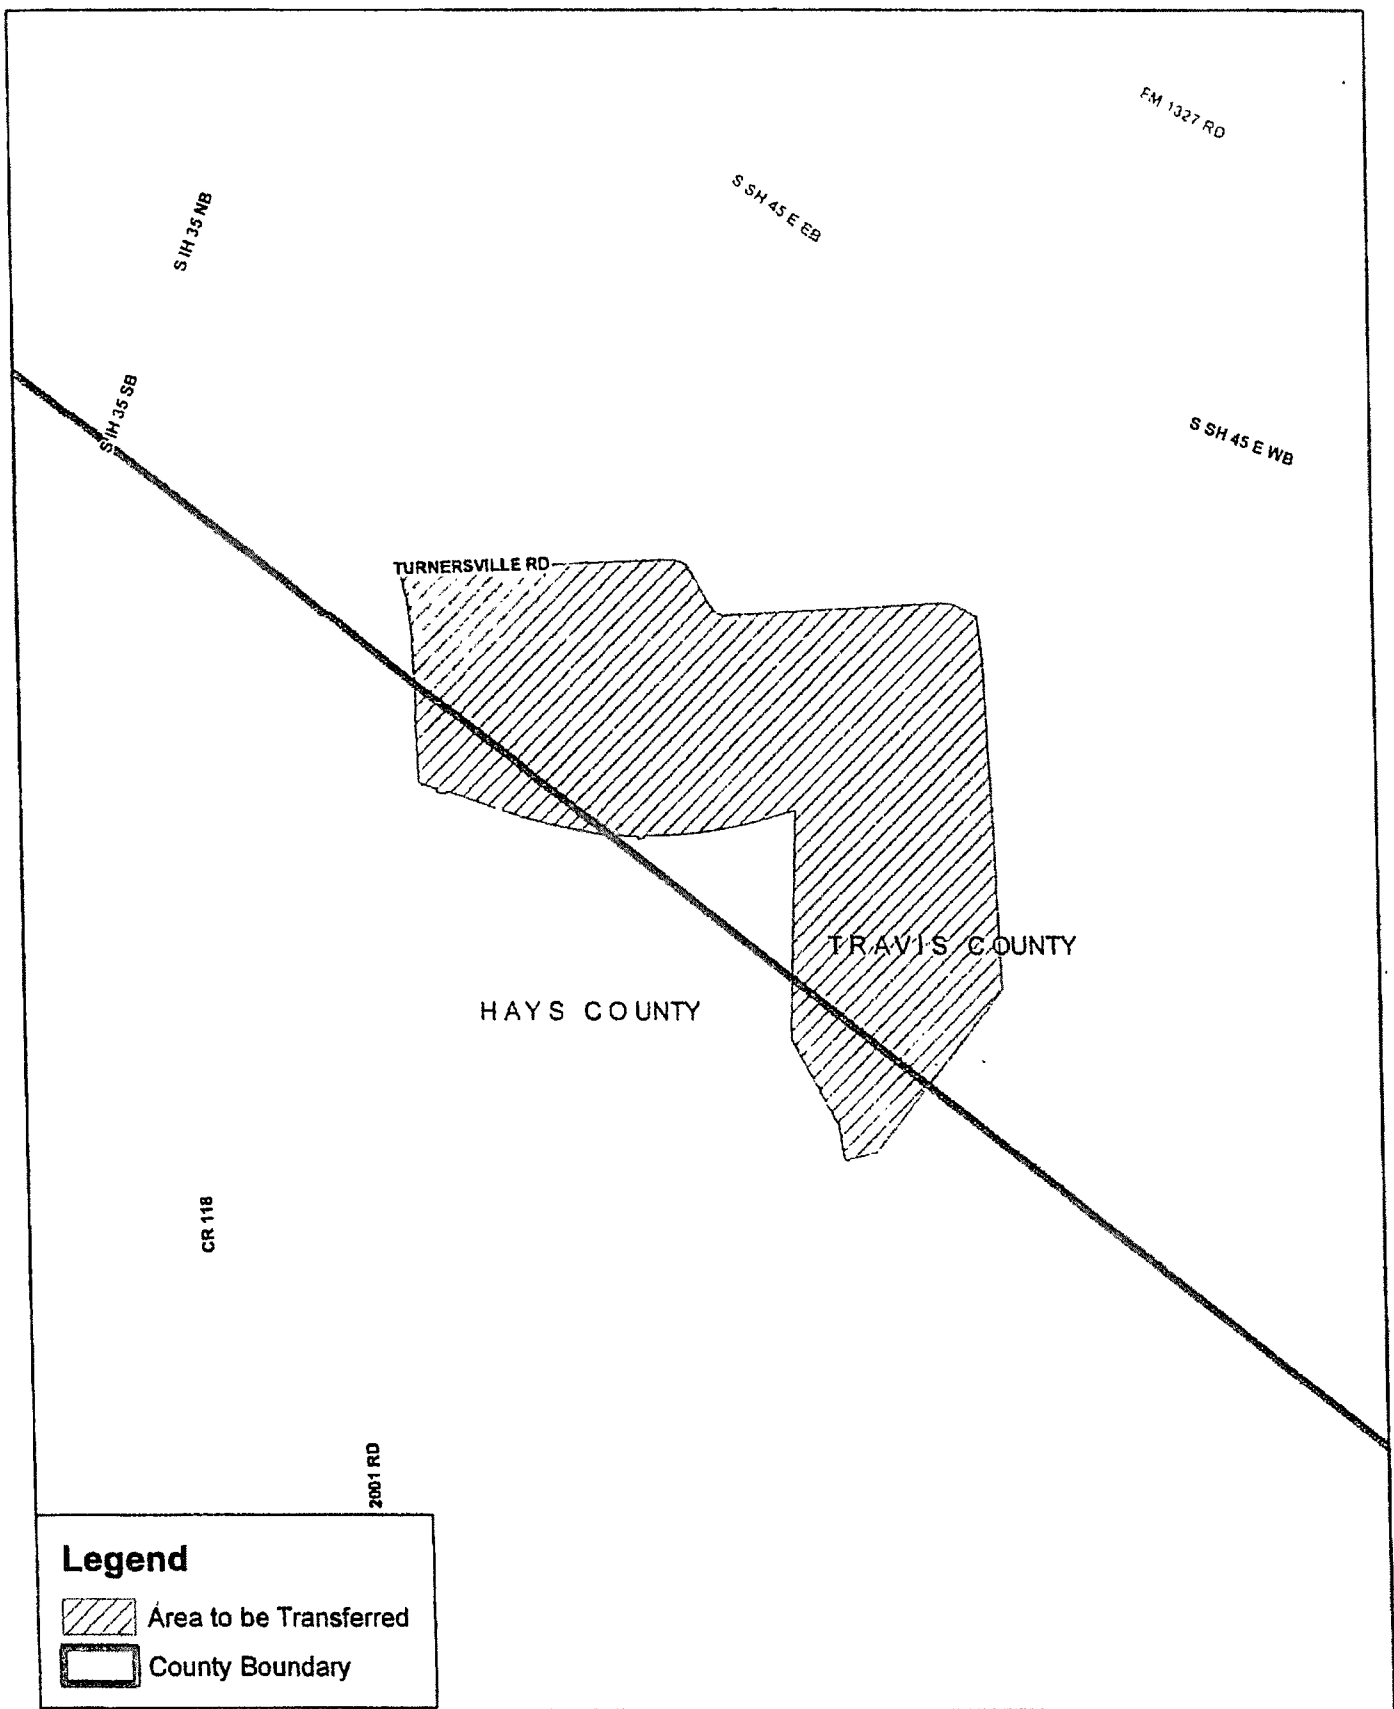 FM 1327 RD
S SH 45 E EB
S IH 35 NB
S IH 35 SB
S SH 45 E WB
TURNERSVILLE RD
TRAVIS COUNTY
HAYS COUNTY
CR 118
2001 RD
Legend
Area to be Transferred
County Boundary